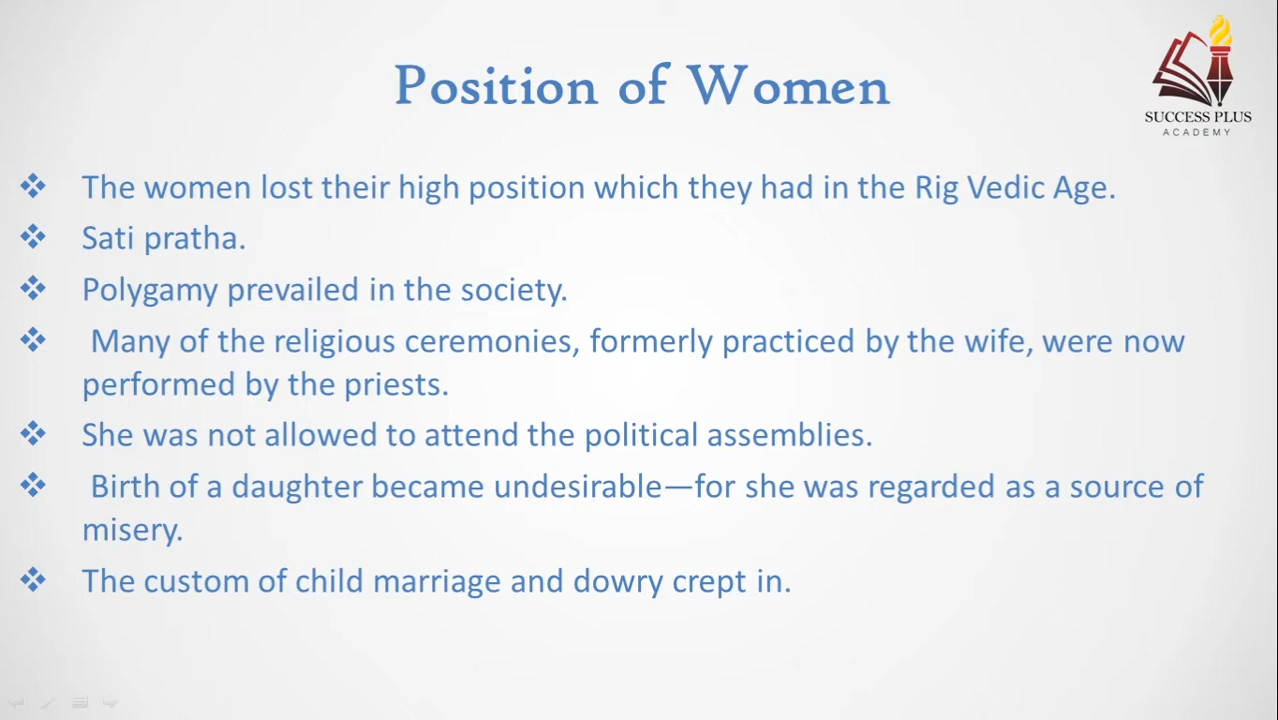 Position of Women
SUCCESS PLUS
ACADEMY
The women lost their high position which they had in the Rig Vedic Age.
Sati pratha.
Polygamy prevailed in the society.
Many of the religious ceremonies, formerly practiced by the wife, were now
performed by the priests.
She was not allowed to attend the political assemblies.
Birth of a daughter became undesirable—for she was regarded as a source of
misery.
The custom of child marriage and dowry crept in.